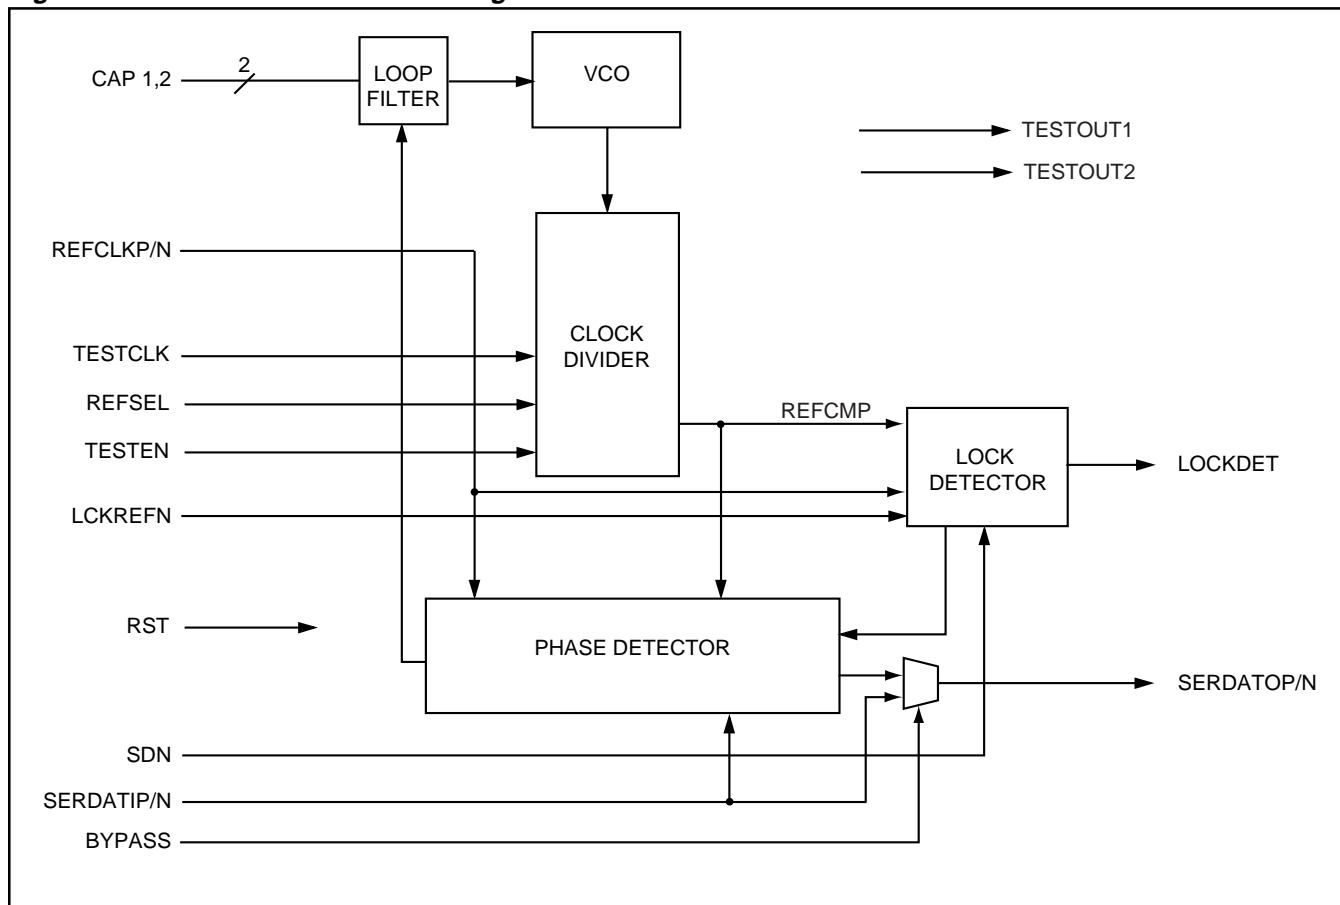 2
CAP 1,2
LOOP
FILTER
VCO
TESTOUT1
TESTOUT2
REFCLKP/N
CLOCK
DIVIDER
TESTCLK
REFSEL
REFCMP
TESTEN
LOCK
DETECTOR
LOCKDET
LCKREFN
RST
PHASE DETECTOR
SERDATOP/N
SDN
SERDATIP/N
BYPASS